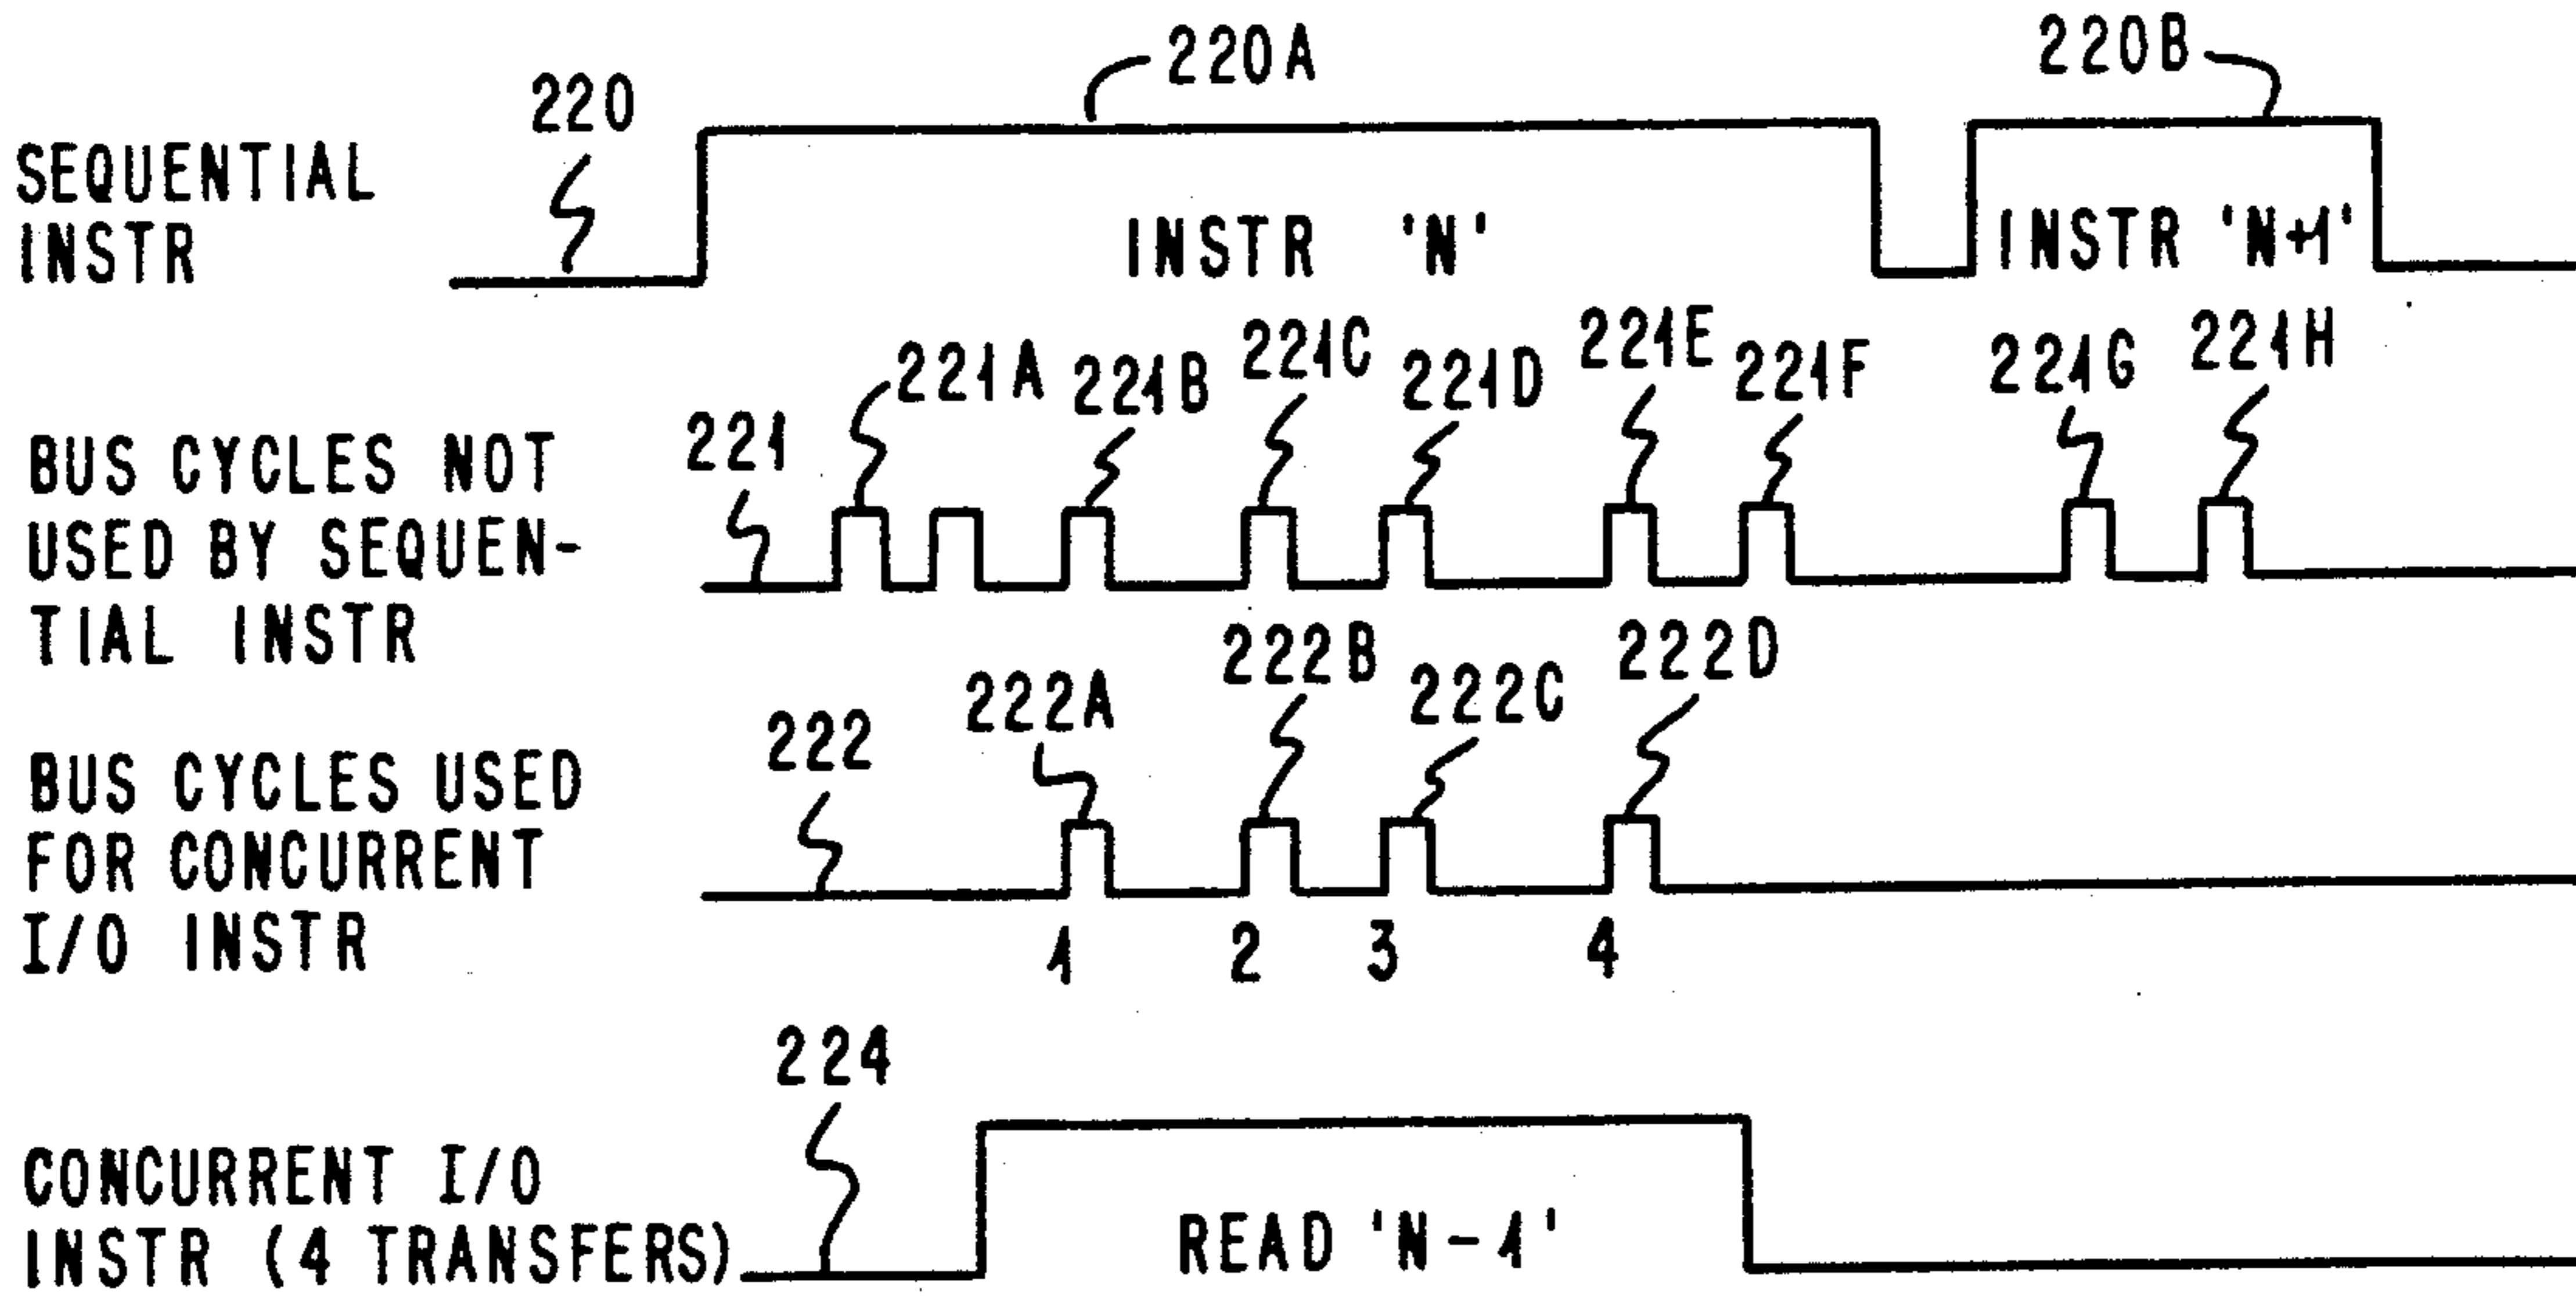 220A
220B
220
SEQUENTIAL
INSTR
INSTR 'N'
INSTR 'N+1'
221A
221B
221C
221D
221E
221F
221G
221H
221
BUS CYCLES NOT
USED BY SEQUEN-
TIAL INSTR
222A
222B
222C
222D
222
BUS CYCLES USED
FOR CONCURRENT
I/O INSTR
1 2 3 4
224
CONCURRENT I/O
INSTR (4 TRANSFERS)
READ 'N-1'